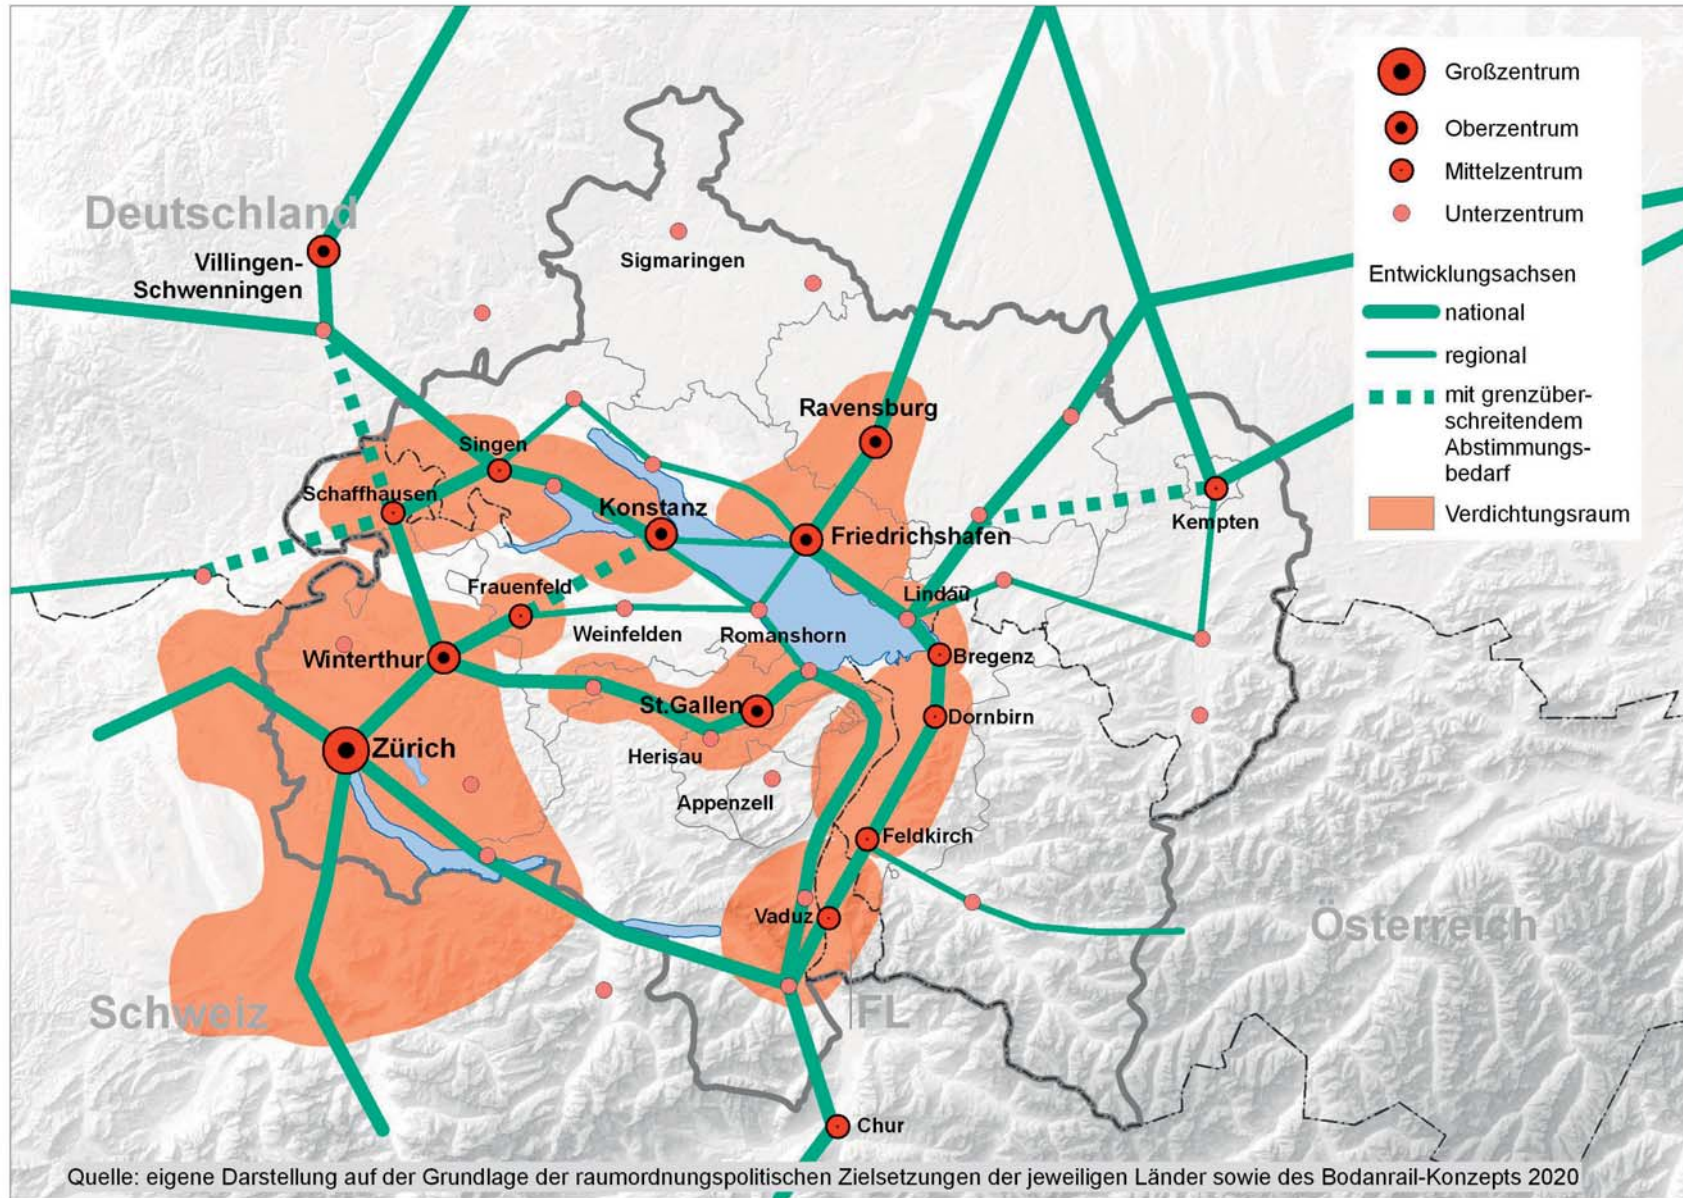 Großzentrum
Oberzentrum
Mittelzentrum
Unterzentrum
Entwicklungsachsen
national
regional
mit grenzüber-
schreitendem
Abstimmungs-
bedarf
Verdichtungsraum
Deutschland
Villingen-
Schwenningen
Sigmaringen
Ravensburg
Singen
Schaffhausen
Konstanz
Friedrichshafen
Kempten
Frauenfeld
Lindau
Weinfelden
Romanshorn
Winterthur
Bregenz
St.Gallen
Dornbirn
Zürich
Herisau
Appenzell
Feldkirch
Vaduz
Österreich
Schweiz
FL
Chur
Quelle: eigene Darstellung auf der Grundlage der raumordnungspolitischen Zielsetzungen der jeweiligen Länder sowie des Bodanrail-Konzepts 2020